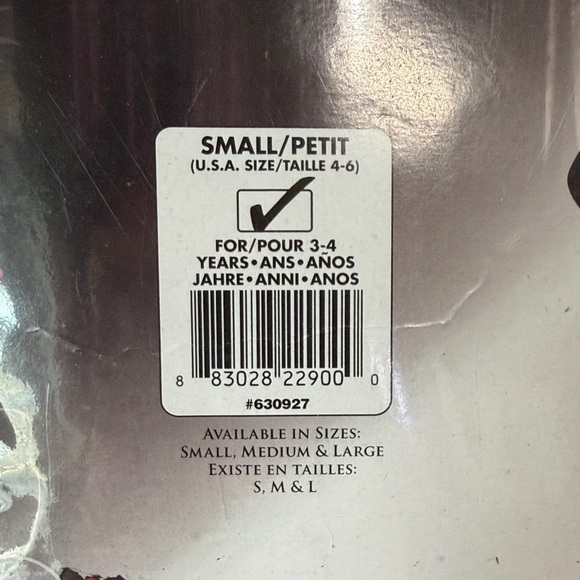 SMALL/PETIT
(U.S.A. SIZE/TAILLE 4-6)
FOR/POUR 3-4
YEARS•ANS•AÑOS
JAHRE•ANNI•ANOS
8 83028 22900 0
#630927
AVAILABLE IN SIZES:
SMALL, MEDIUM & LARGE
EXISTE EN TAILLES:
S, M & L